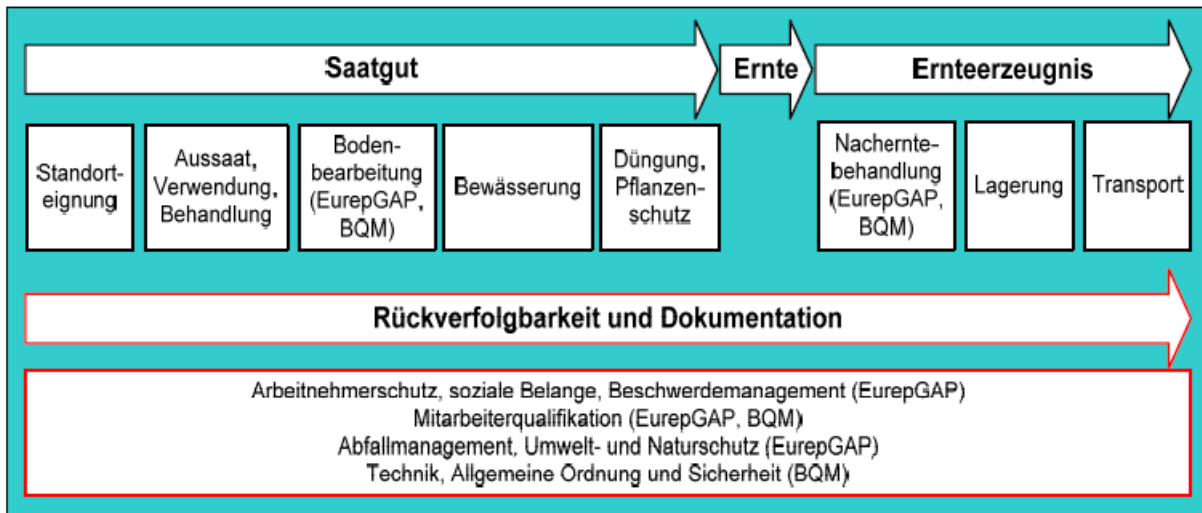 Saatgut
Ernte
Ernteerzeugnis
Standort-
eignung
Aussaat,
Verwendung,
Behandlung
Boden-
bearbeitung
(EurepGAP,
BQM)
Bewässerung
Düngung,
Pflanzen-
schutz
Nachernte-
behandlung
(EurepGAP,
BQM)
Lagerung
Transport
Rückverfolgbarkeit und Dokumentation
Arbeitnehmerschutz, soziale Belange, Beschwerdemanagement (EurepGAP)
Mitarbeiterqualifikation (EurepGAP, BQM)
Abfallmanagement, Umwelt- und Naturschutz (EurepGAP)
Technik, Allgemeine Ordnung und Sicherheit (BQM)